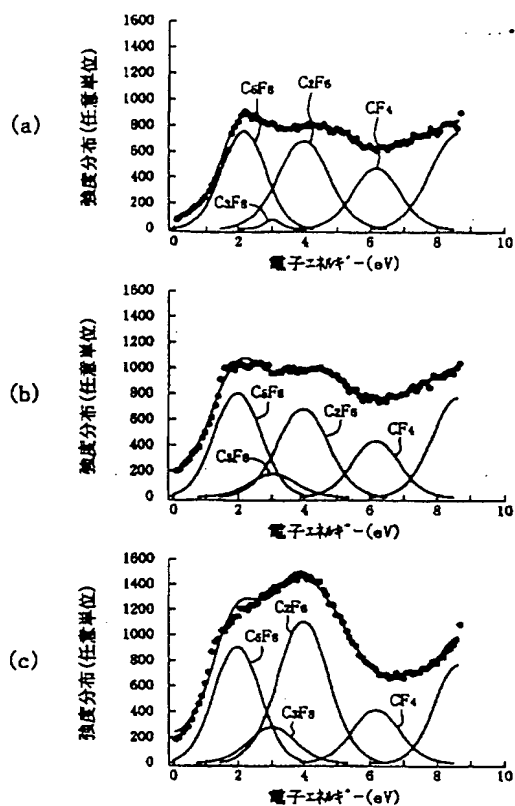 (a)
強度分布(任意単位)
1600
1400
1200
1000
800
600
400
200
0
C₅F₈
C₂F₆
CF₄
C₃F₈
0 2 4 6 8 10
電子ｴﾈﾙｷﾞｰ(eV)
(b)
強度分布(任意単位)
1600
1400
1200
1000
800
600
400
200
0
C₅F₈
C₂F₆
C₃F₈
CF₄
0 2 4 6 8 10
電子ｴﾈﾙｷﾞｰ(eV)
(c)
強度分布(任意単位)
1600
1400
1200
1000
800
600
400
200
0
C₂F₆
C₅F₈
C₃F₈
CF₄
0 2 4 6 8 10
電子ｴﾈﾙｷﾞｰ(eV)